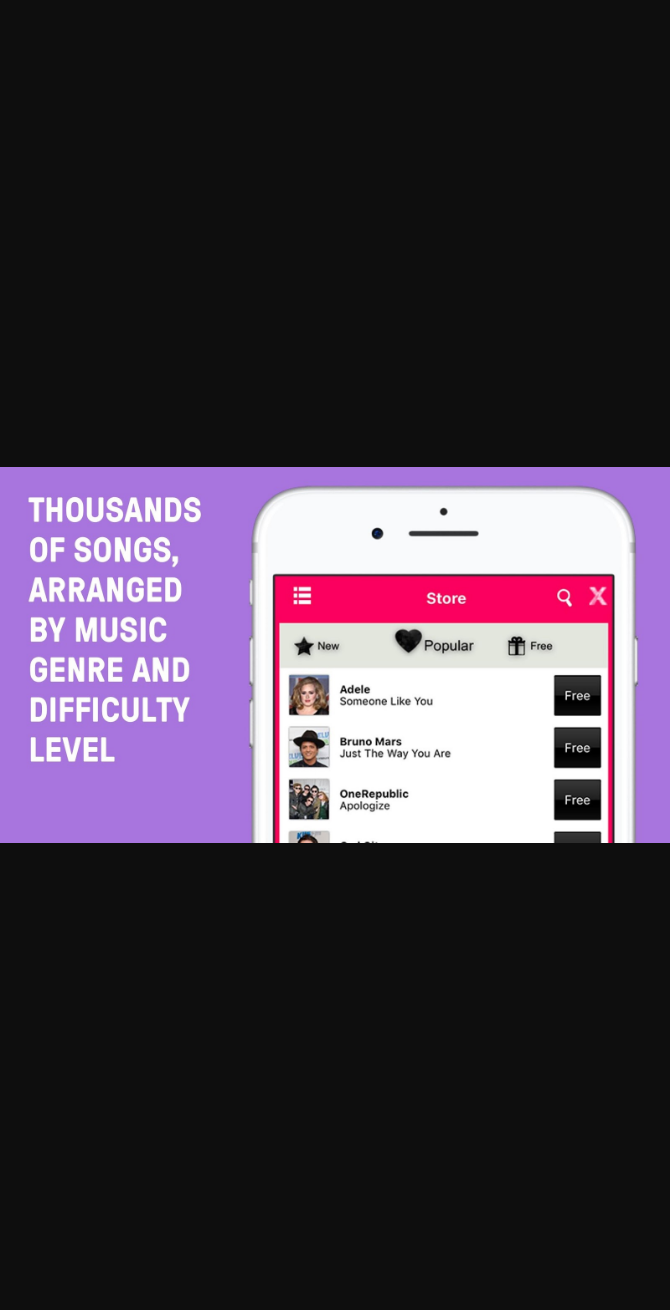 THOUSANDS
OF SONGS,
ARRANGED
BY MUSIC
GENRE AND
DIFFICULTY
LEVEL
Store
New
Popular
Free
Adele
Someone Like You
Free
Bruno Mars
Just The Way You Are
Free
OneRepublic
Apologize
Free